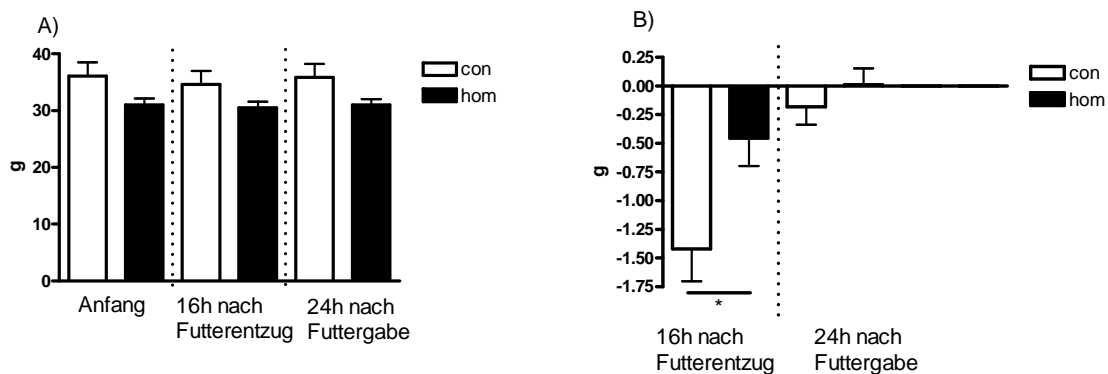 A)
40
30
20
10
0
g
con
hom
Anfang
16h nach
Futterentzug
24h nach
Futtergabe
B)
0.25
0.00
-0.25
-0.50
-0.75
-1.00
-1.25
-1.50
-1.75
g
con
hom
*
16h nach
Futterentzug
24h nach
Futtergabe